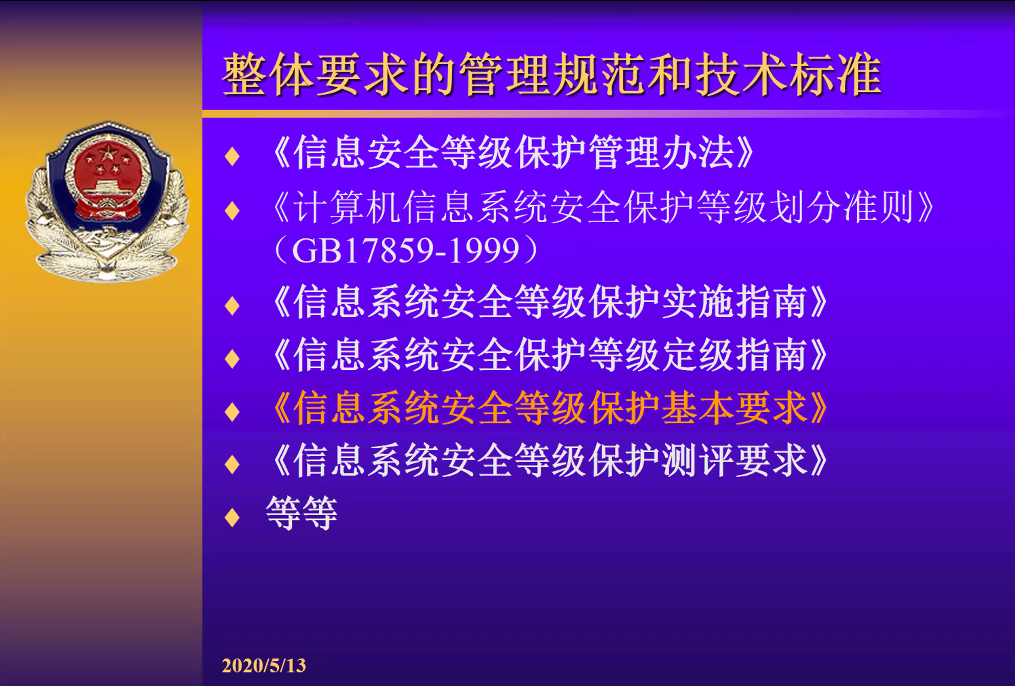 整体要求的管理规范和技术标准
《信息安全等级保护管理办法》
《计算机信息系统安全保护等级划分准则》
（GB17859-1999）
《信息系统安全等级保护实施指南》
《信息系统安全保护等级定级指南》
《信息系统安全等级保护基本要求》
《信息系统安全等级保护测评要求》
等等
2020/5/13